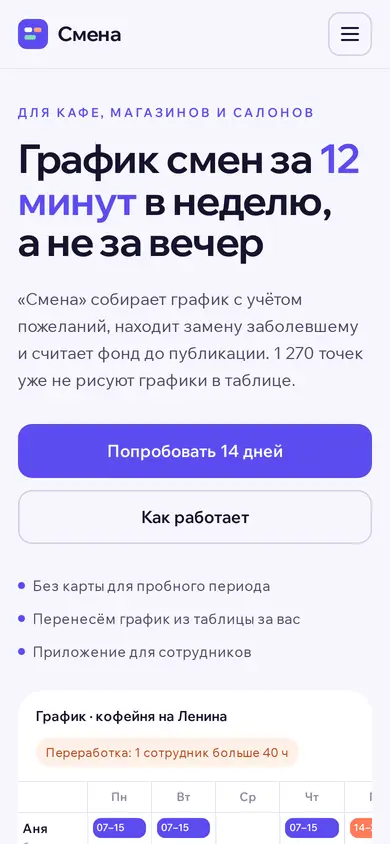 Смена
ДЛЯ КАФЕ, МАГАЗИНОВ И САЛОНОВ
График смен за 12
минут в неделю,
а не за вечер
«Смена» собирает график с учётом
пожеланий, находит замену заболевшему
и считает фонд до публикации. 1 270 точек
уже не рисуют графики в таблице.
Попробовать 14 дней
Как работает
Без карты для пробного периода
Перенесём график из таблицы за вас
Приложение для сотрудников
График · кофейня на Ленина
Переработка: 1 сотрудник больше 40 ч
Пн Вт Ср Чт
Аня 07–15 07–15 07–15